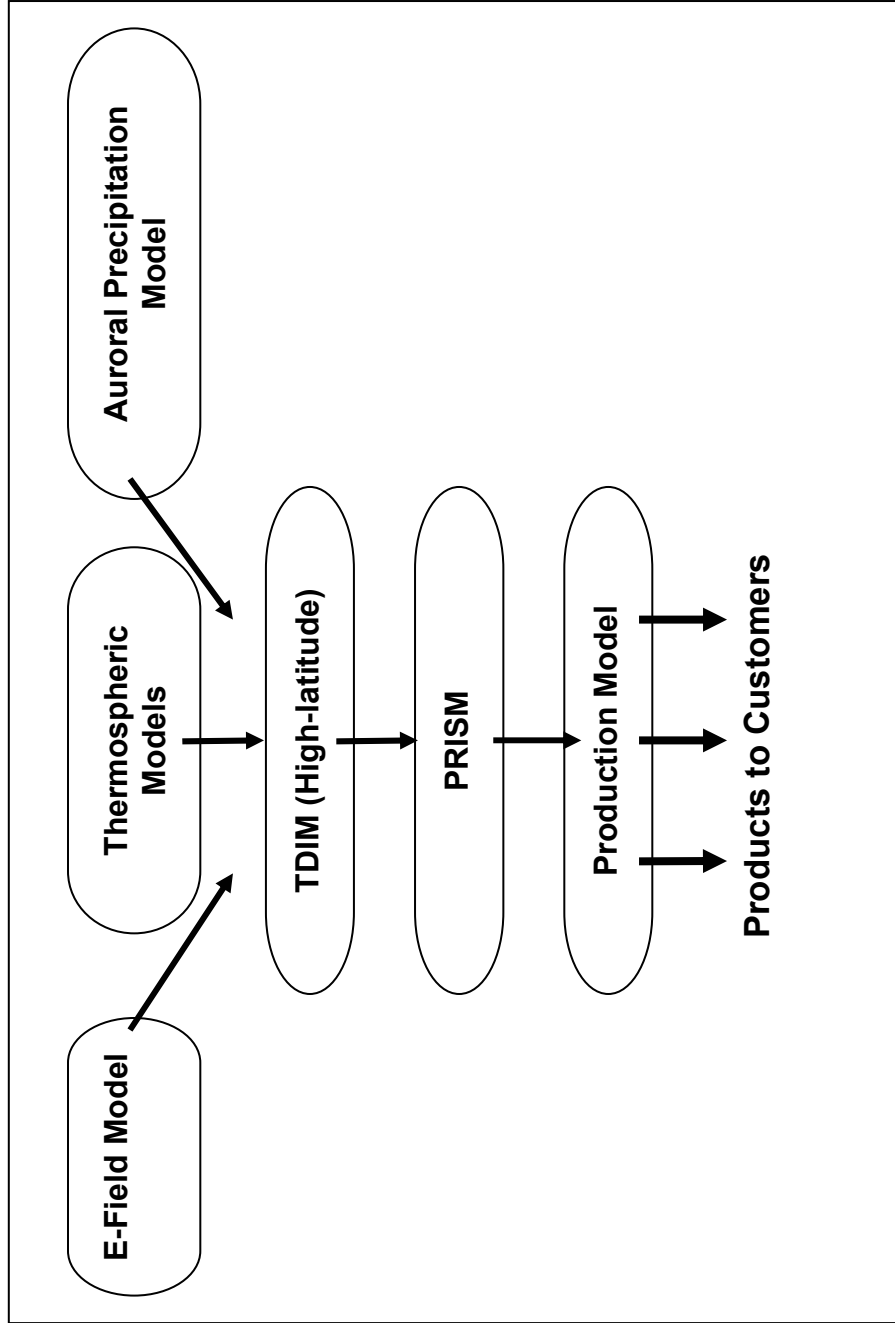 E-Field Model
Thermospheric
Models
Auroral Precipitation
Model
TDIM (High-latitude)
PRISM
Production Model
Products to Customers